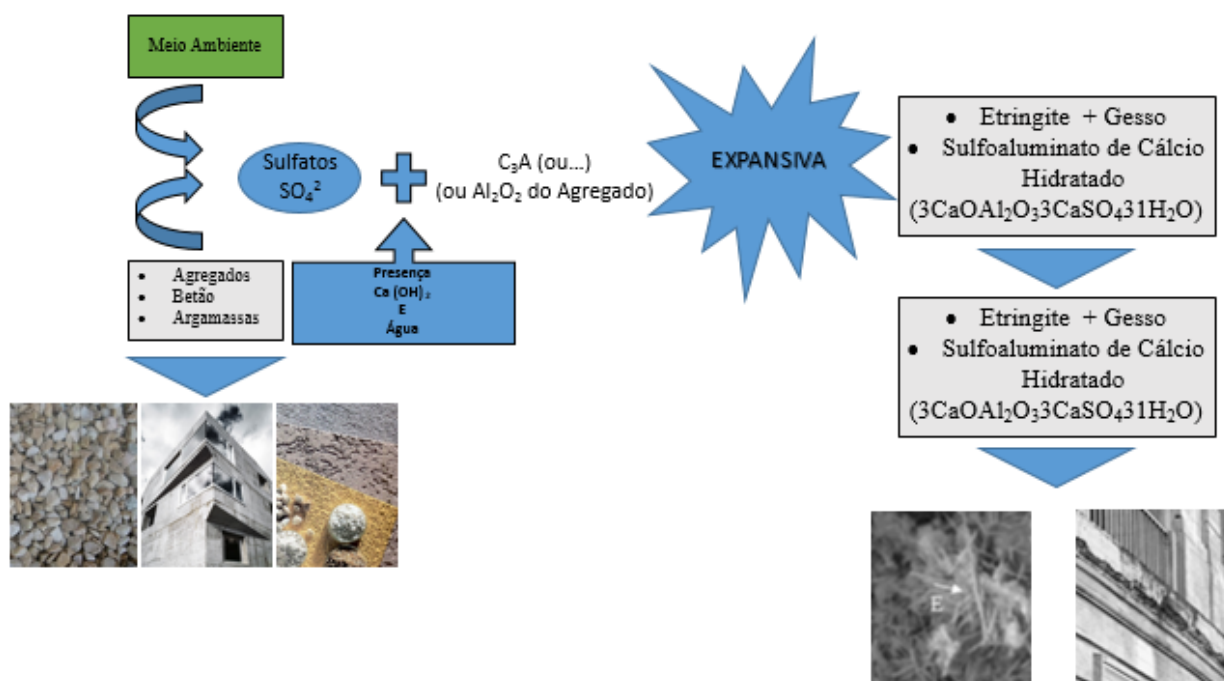 Meio Ambiente
Sulfatos
SO₄²
C₃A (ou...)
(ou Al₂O₂ do Agregado)
EXPANSIVA
• Etringite + Gesso
• Sulfoaluminato de Cálcio
Hidratado
(3CaOAl₂O₃3CaSO₄31H₂O)
• Agregados
• Betão
• Argamassas
Presença
Ca (OH) ₂
E
Água
• Etringite + Gesso
• Sulfoaluminato de Cálcio
Hidratado
(3CaOAl₂O₃3CaSO₄31H₂O)
E